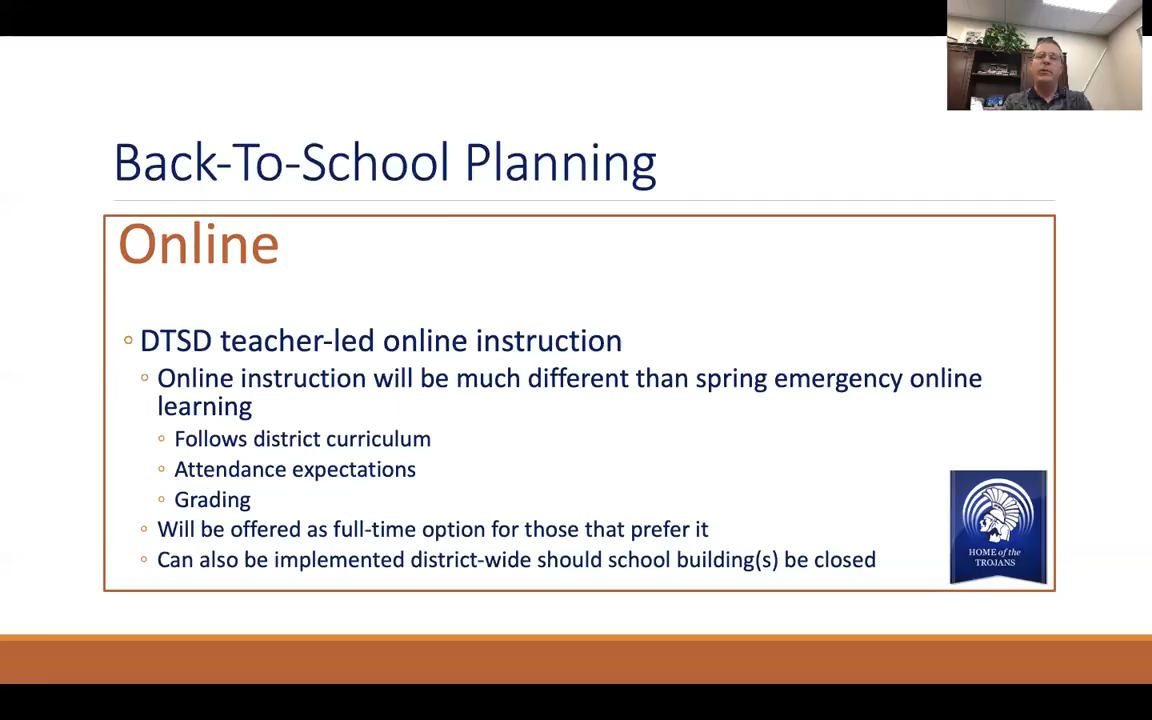 Back-To-School Planning
Online
DTSD teacher-led online instruction
Online instruction will be much different than spring emergency online
learning
Follows district curriculum
Attendance expectations
Grading
Will be offered as full-time option for those that prefer it
Can also be implemented district-wide should school building(s) be closed
HOME of the
TROJANS